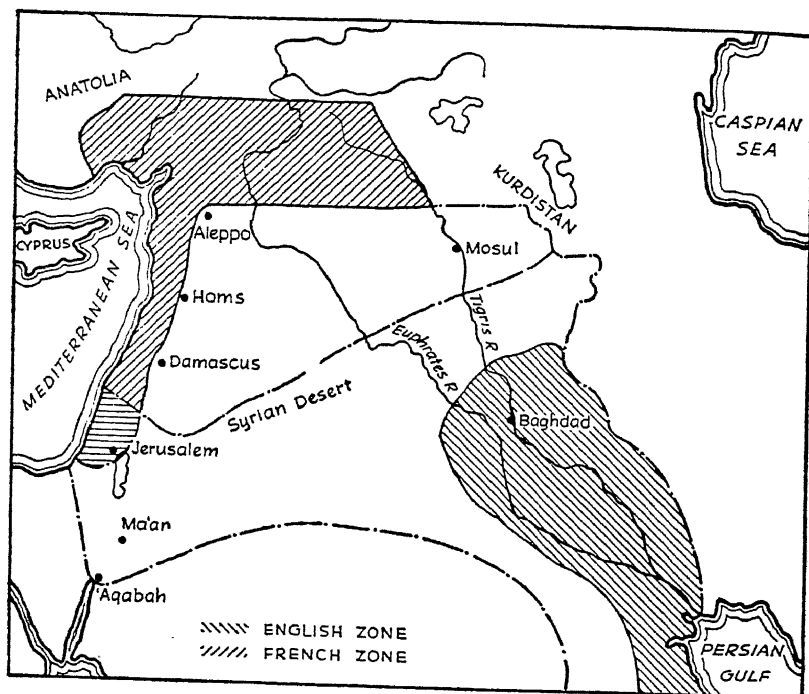 ANATOLIA
CASPIAN
SEA
KURDISTAN
Aleppo
CYPRUS
Mosul
MEDITERRANEAN SEA
Homs
Tigris R
Euphrates R
Damascus
Syrian Desert
Baghdad
Jerusalem
Ma'an
'Aqabah
ENGLISH ZONE
FRENCH ZONE
PERSIAN
GULF